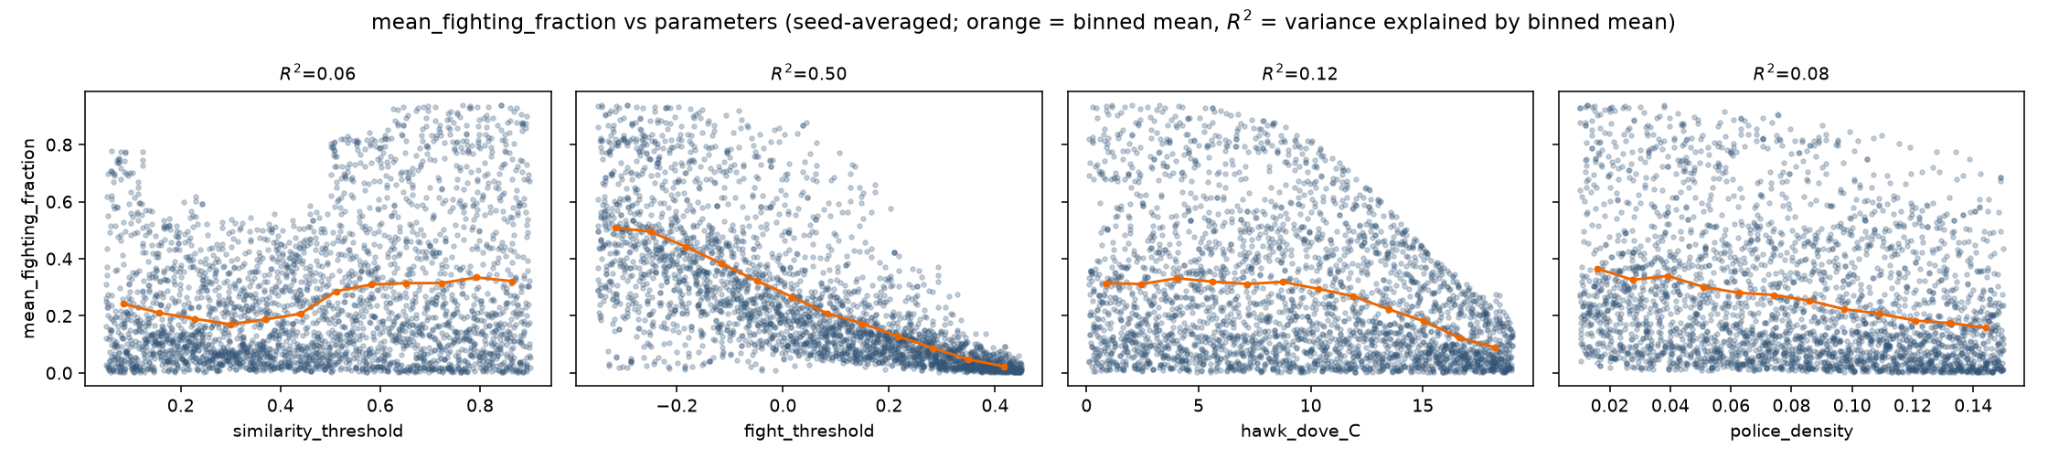 mean_fighting_fraction vs parameters (seed-averaged; orange = binned mean, R² = variance explained by binned mean)
R²=0.06
R²=0.50
R²=0.12
R²=0.08
mean_fighting_fraction
0.8
0.6
0.4
0.2
0.0
0.2 0.4 0.6 0.8
−0.2 0.0 0.2 0.4
0 5 10 15
0.02 0.04 0.06 0.08 0.10 0.12 0.14
similarity_threshold
fight_threshold
hawk_dove_C
police_density